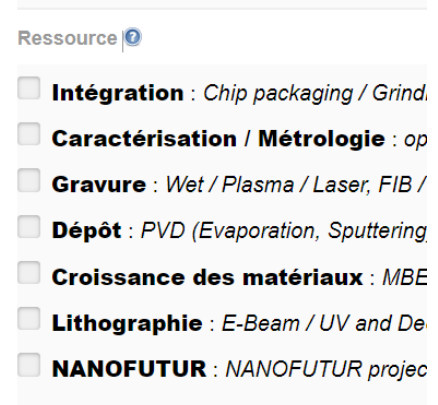 Ressource
Intégration : Chip packaging /
Caractérisation / Métrologie :
Gravure : Wet / Plasma / Laser, FIB /
Dépôt : PVD (Evaporation, Sputtering,
Croissance des matériaux : MBE
Lithographie : E-Beam / UV and
NANOFUTUR : NANOFUTUR